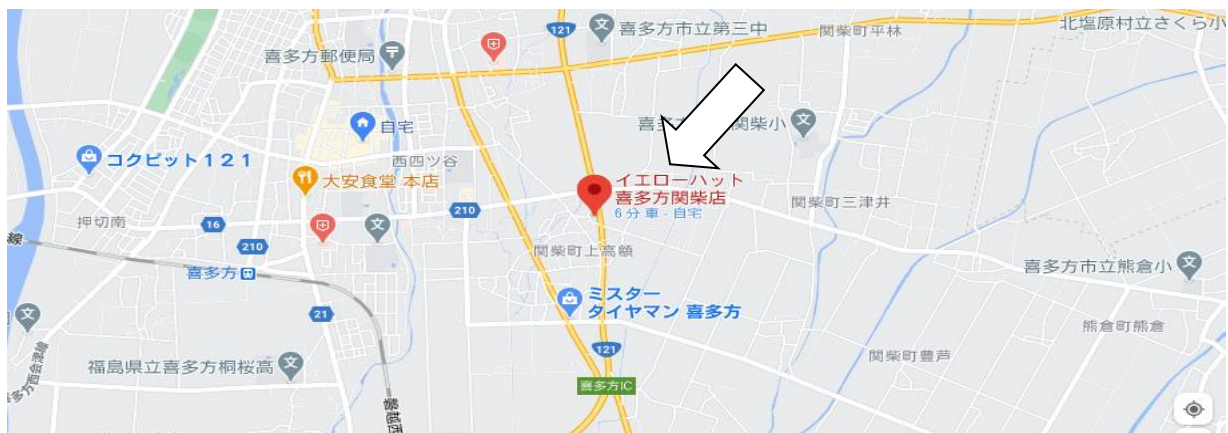 121
喜多方市立第三中
関柴町平林
北塩原村立さくら小
喜多方郵便局
関柴小
自宅
コクピット121
西四ツ谷
大安食堂 本店
イエローハット
喜多方関柴店
6 分 車 - 自宅
関柴町三津井
210
押切南
16
210
関柴町上高額
喜多方市立熊倉小
喜多方
ミスター
タイヤマン 喜多方
21
熊倉町熊倉
121
関柴町豊芦
福島県立喜多方桐桜高
喜多方IC
磐越西